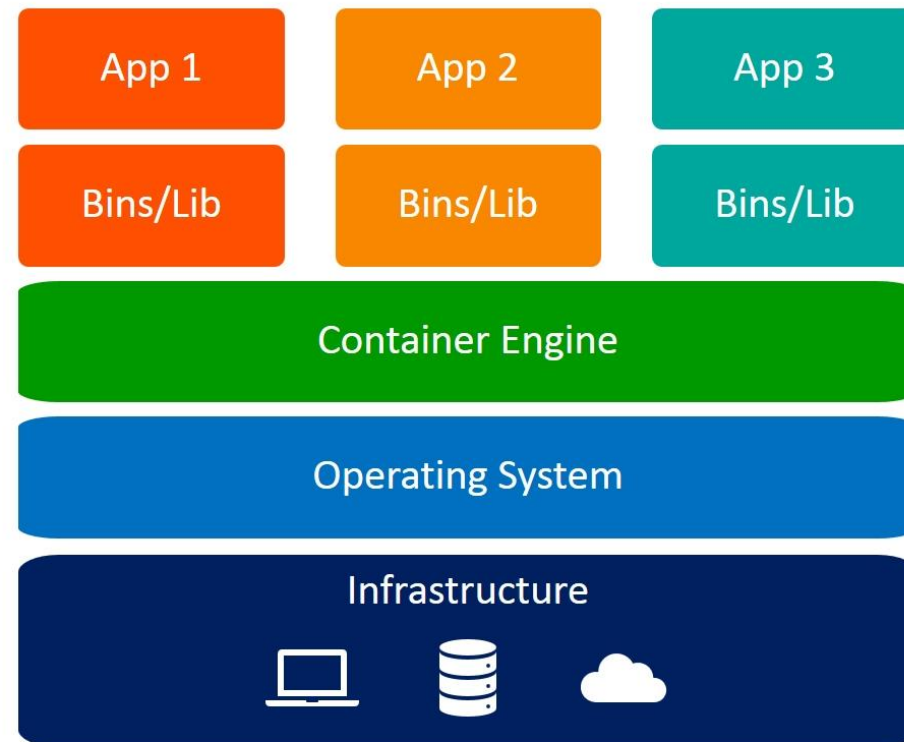 App 1
App 2
App 3
Bins/Lib
Bins/Lib
Bins/Lib
Container Engine
Operating System
Infrastructure